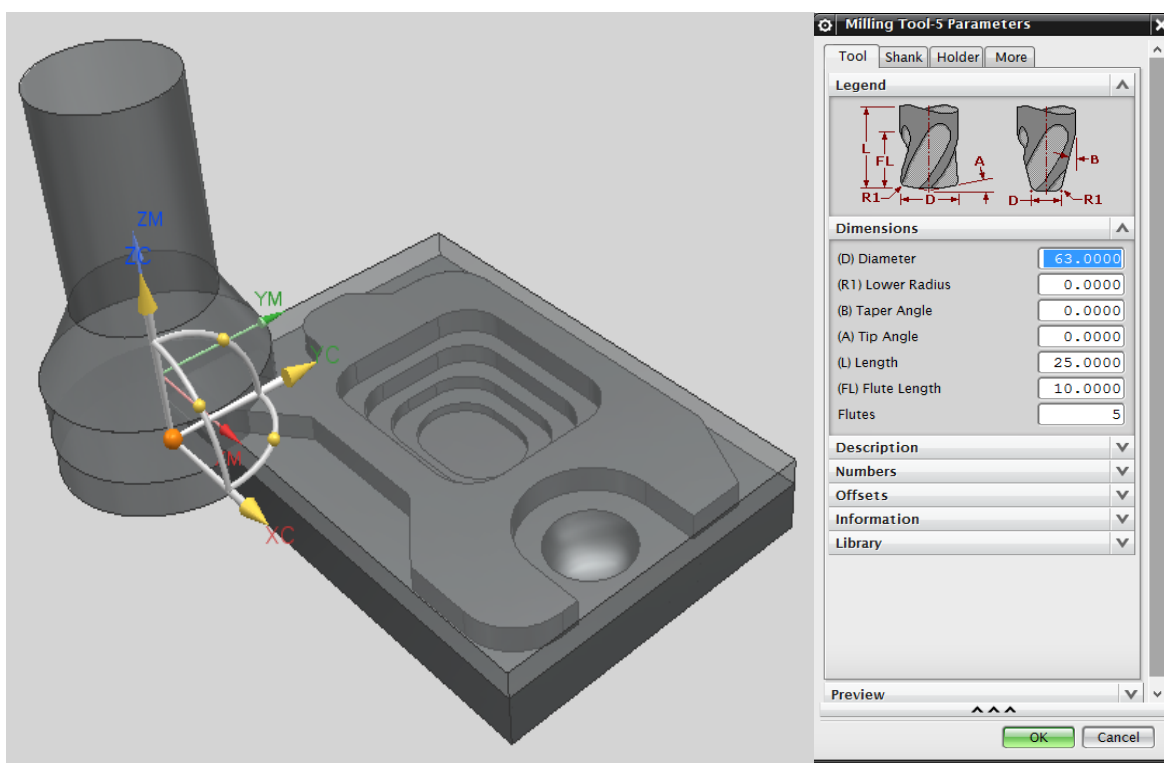 ZM
ZC
YM
YC
XM
XC
Milling Tool-5 Parameters
Tool Shank Holder More
Legend
L
FL
A
B
R1 D
D R1
Dimensions
(D) Diameter 63.0000
(R1) Lower Radius 0.0000
(B) Taper Angle 0.0000
(A) Tip Angle 0.0000
(L) Length 25.0000
(FL) Flute Length 10.0000
Flutes 5
Description
Numbers
Offsets
Information
Library
Preview
OK Cancel